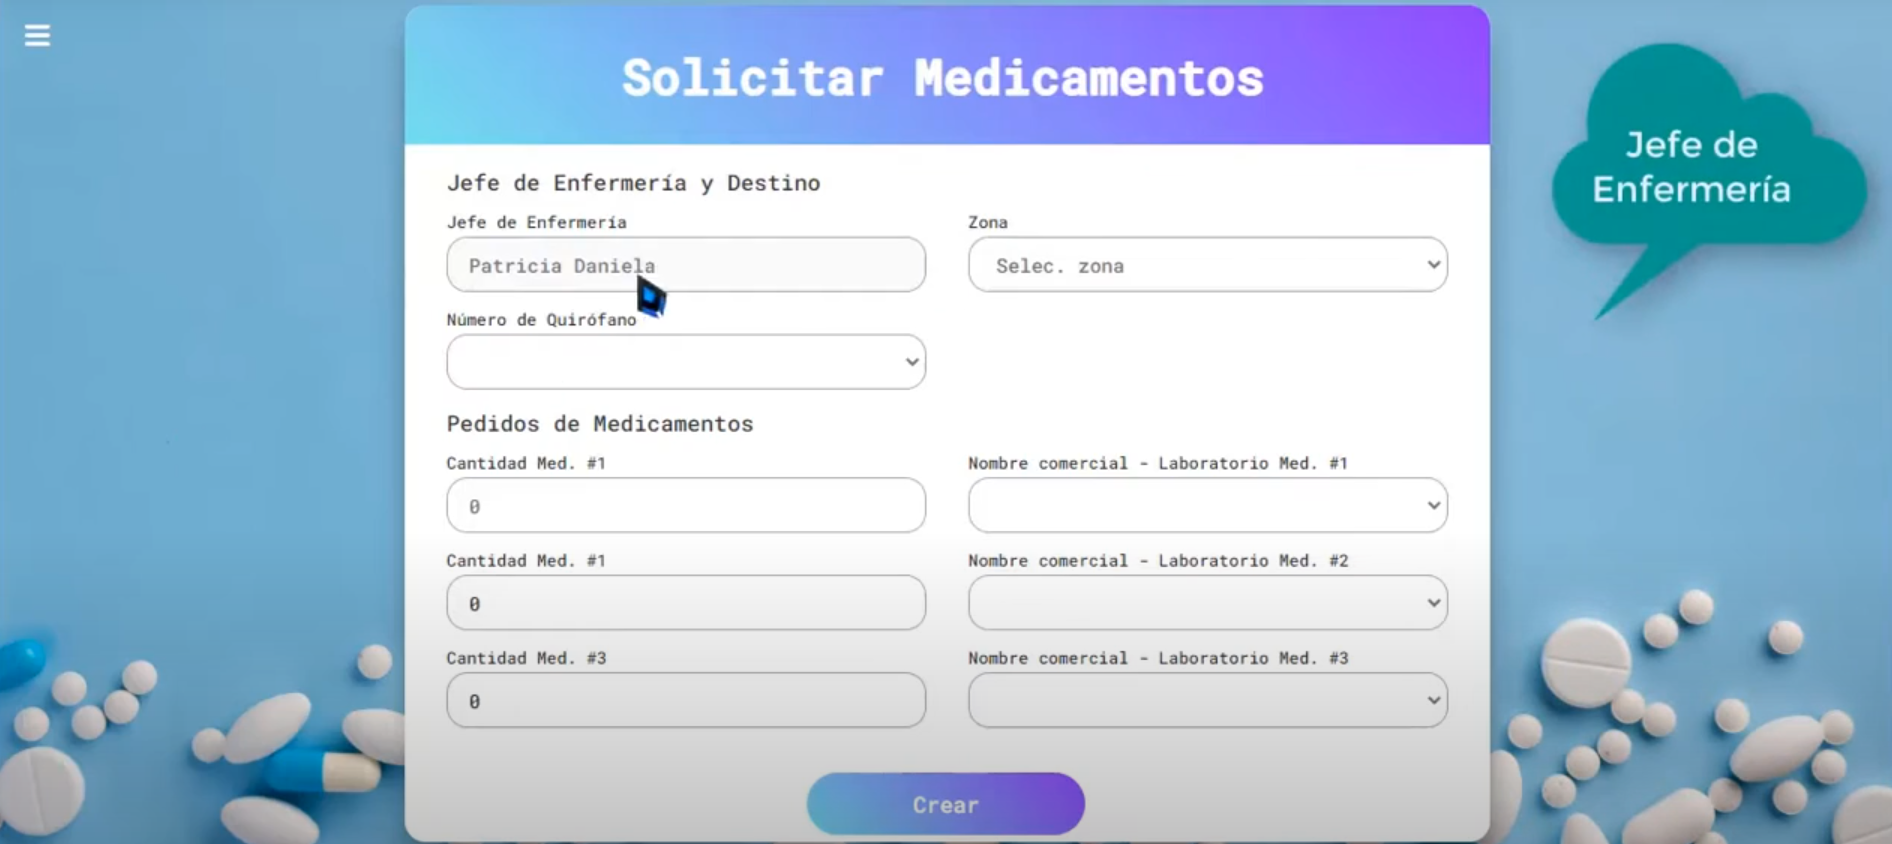 Solicitar Medicamentos
Jefe de Enfermería
Jefe de Enfermería y Destino
Jefe de Enfermería
Zona
Patricia Daniela
Selec. zona
Número de Quirófano
Pedidos de Medicamentos
Cantidad Med. #1
Nombre comercial - Laboratorio Med. #1
0
Cantidad Med. #1
Nombre comercial - Laboratorio Med. #2
0
Cantidad Med. #3
Nombre comercial - Laboratorio Med. #3
0
Crear